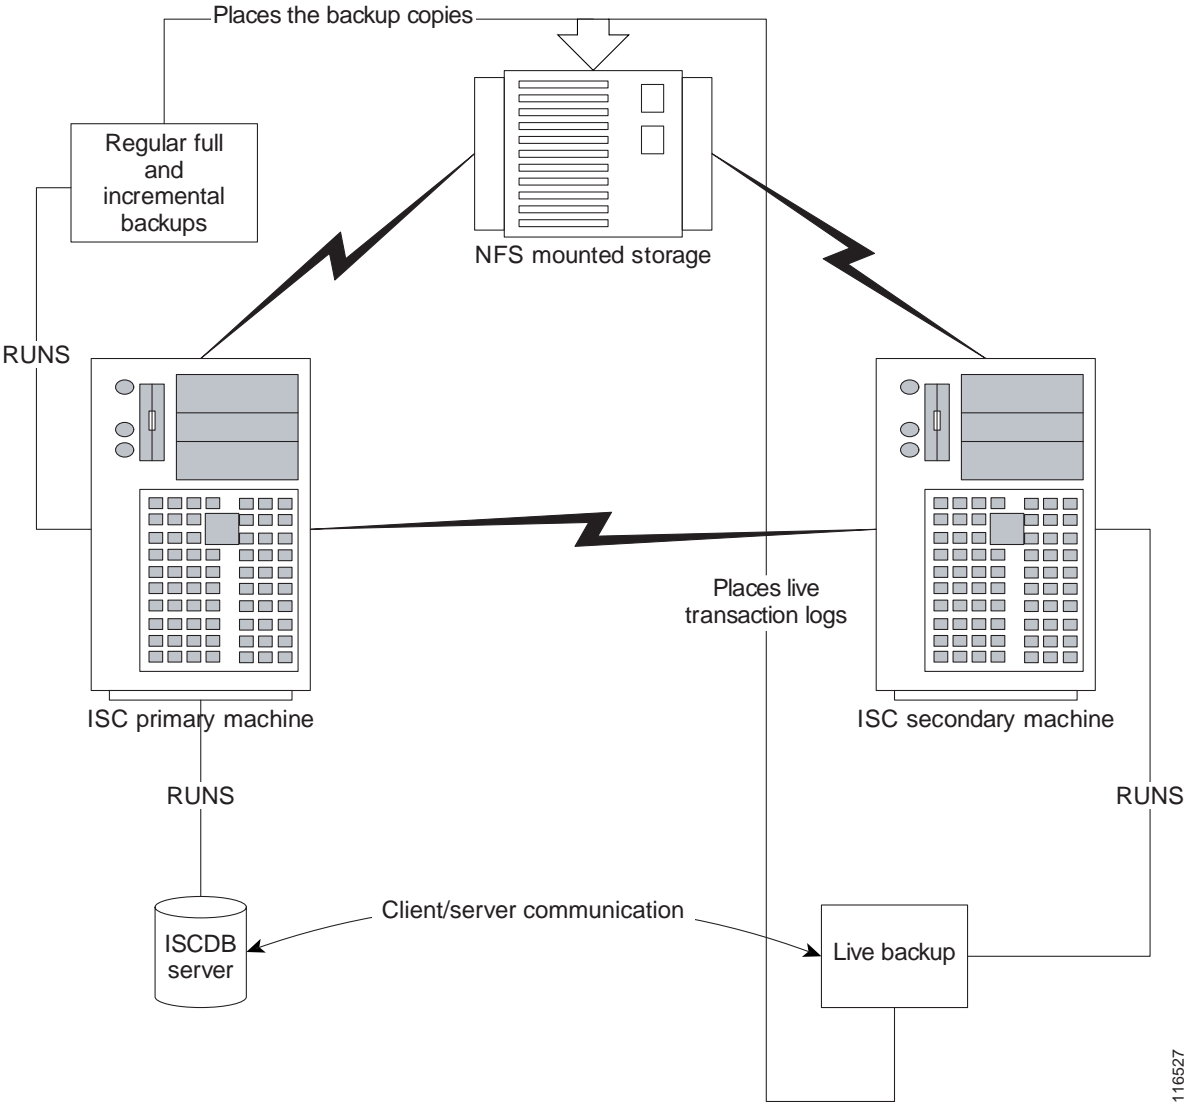 Places the backup copies
Regular full
and
incremental
backups
NFS mounted storage
RUNS
Places live
transaction logs
ISC primary machine
ISC secondary machine
RUNS
RUNS
Client/server communication
ISCDB
server
Live backup
116527